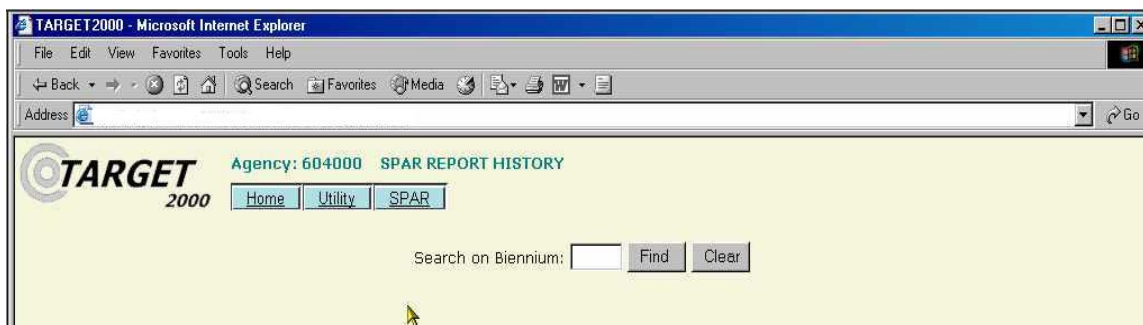 TARGET2000 - Microsoft Internet Explorer
File Edit View Favorites Tools Help
Back Search Favorites Media
Address Go
TARGET 2000
Agency: 604000 SPAR REPORT HISTORY
Home Utility SPAR
Search on Biennium: Find Clear